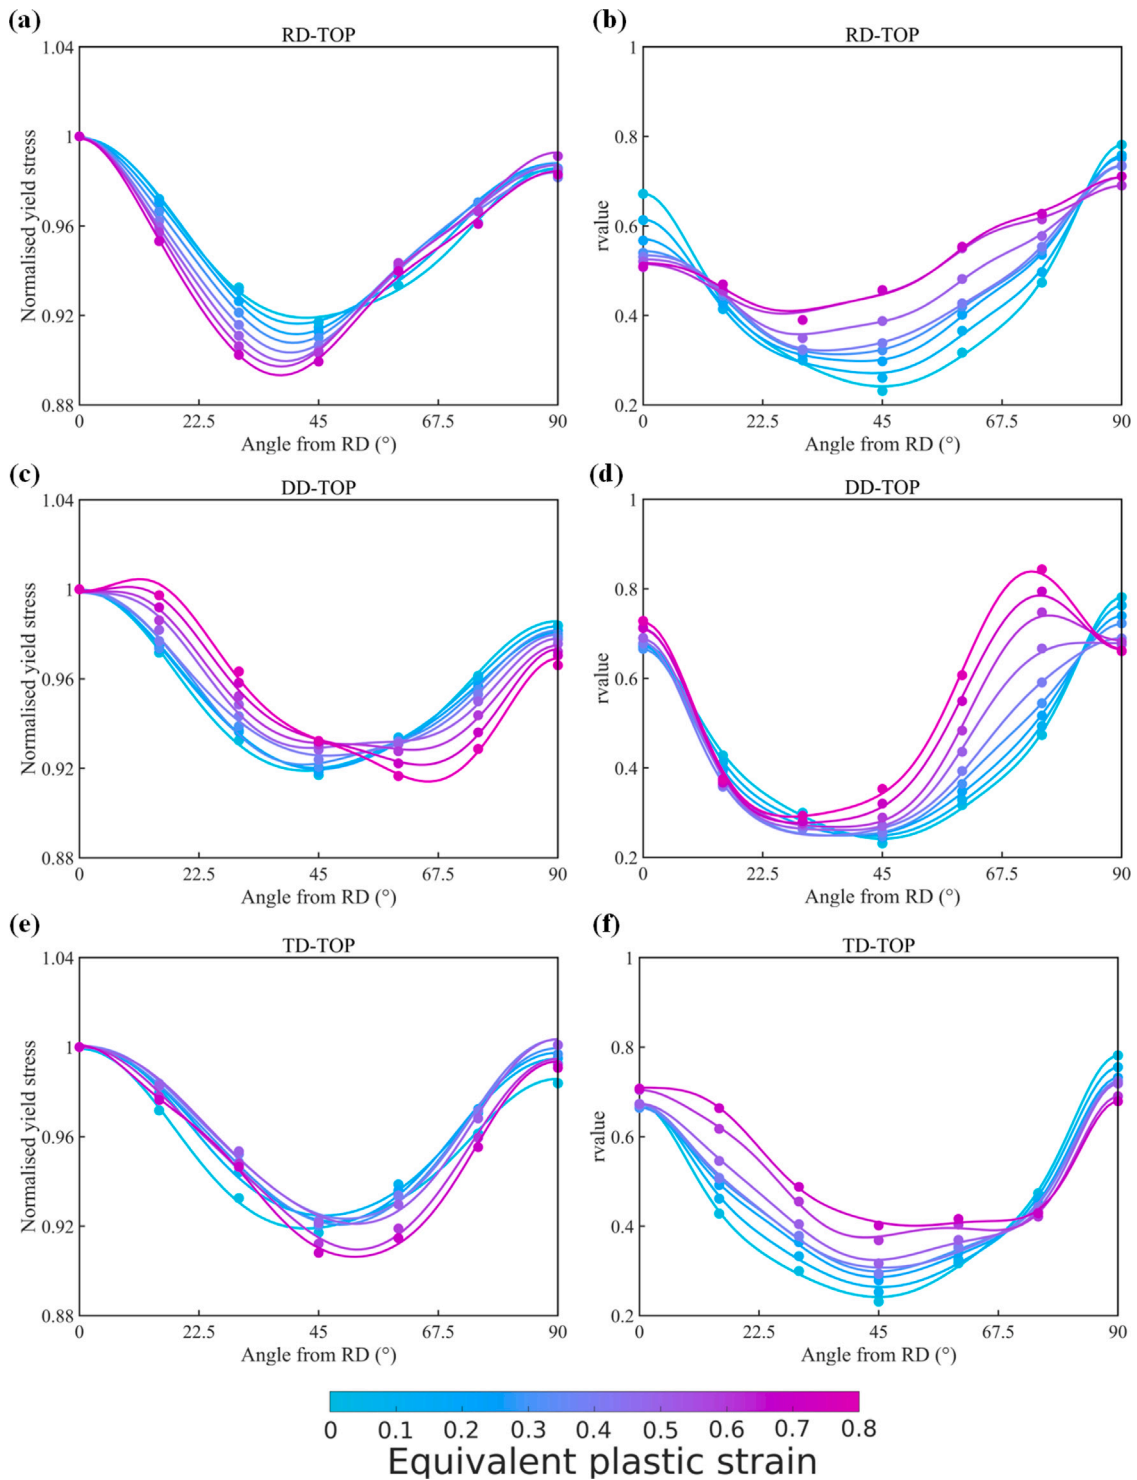 (a)
RD-TOP
1.04
1
0.96
0.92
0.88
Normalised yield stress
0 22.5 45 67.5 90
Angle from RD (°)
(b)
RD-TOP
1
0.8
0.6
0.4
0.2
rvalue
0 22.5 45 67.5 90
Angle from RD (°)
(c)
DD-TOP
1.04
1
0.96
0.92
0.88
Normalised yield stress
0 22.5 45 67.5 90
Angle from RD (°)
(d)
DD-TOP
1
0.8
0.6
0.4
0.2
rvalue
0 22.5 45 67.5 90
Angle from RD (°)
(e)
TD-TOP
1.04
1
0.96
0.92
0.88
Normalised yield stress
0 22.5 45 67.5 90
Angle from RD (°)
(f)
TD-TOP
1
0.8
0.6
0.4
0.2
rvalue
0 22.5 45 67.5 90
Angle from RD (°)
0 0.1 0.2 0.3 0.4 0.5 0.6 0.7 0.8
Equivalent plastic strain